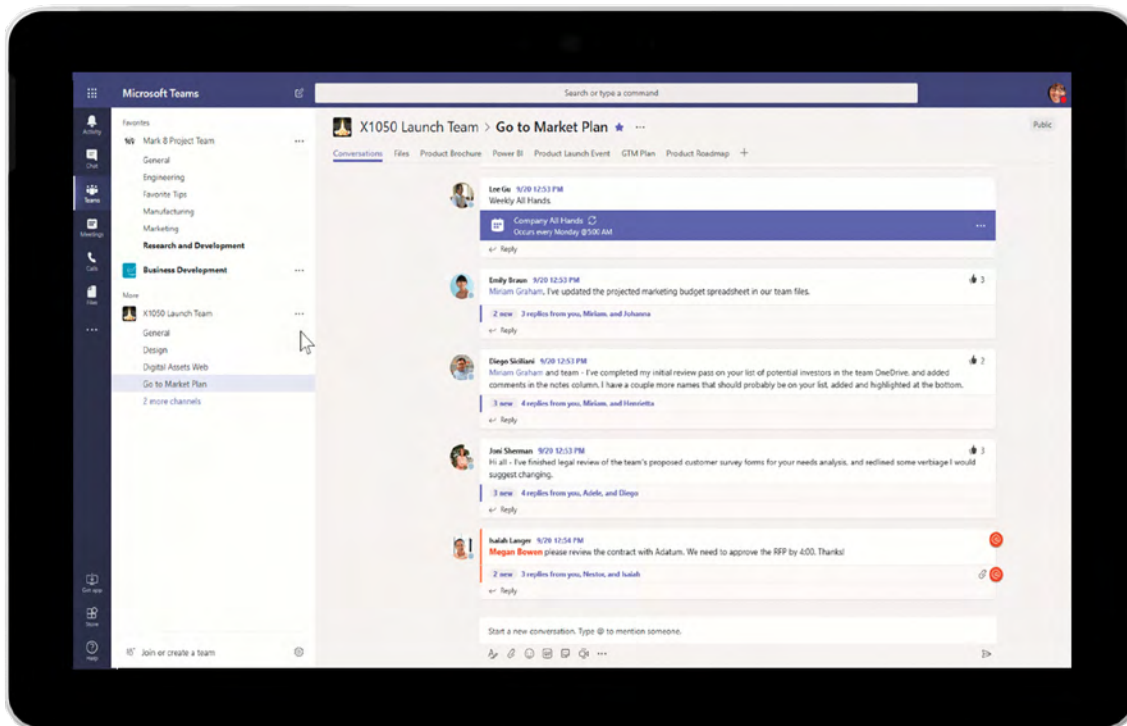 Microsoft Teams
Search or type a command
Activity
Chat
Teams
Meetings
Calls
Files
Get app
Store
Help
Favorites
Mark 8 Project Team
General
Engineering
Favorite Tips
Manufacturing
Marketing
Research and Development
Business Development
More
X1050 Launch Team
General
Design
Digital Assets Web
Go to Market Plan
2 more channels
Join or create a team
X1050 Launch Team > Go to Market Plan
Public
Conversations Files Product Brochure Power BI Product Launch Event GTM Plan Product Roadmap +
Lee Gu 9/20 12:53 PM
Weekly All Hands
Company All Hands
Occurs every Monday @5:00 AM
Reply
Emily Braun 9/20 12:53 PM
3
Miriam Graham, I've updated the projected marketing budget spreadsheet in our team files.
2 new 3 replies from you, Miriam, and Johanna
Reply
Diego Siciliani 9/20 12:53 PM
2
Miriam Graham and team - I've completed my initial review pass on your list of potential investors in the team OneDrive, and added
comments in the notes column. I have a couple more names that should probably be on your list, added and highlighted at the bottom.
3 new 4 replies from you, Miriam, and Henrietta
Reply
Joni Sherman 9/20 12:53 PM
3
Hi all - I've finished legal review of the team's proposed customer survey forms for your needs analysis, and redlined some verbiage I would
suggest changing.
3 new 4 replies from you, Adele, and Diego
Reply
Isaiah Langer 9/20 12:54 PM
Megan Bowen please review the contract with Adatum. We need to approve the RFP by 4:00. Thanks!
2 new 3 replies from you, Nestor, and Isaiah
Reply
Start a new conversation. Type @ to mention someone.